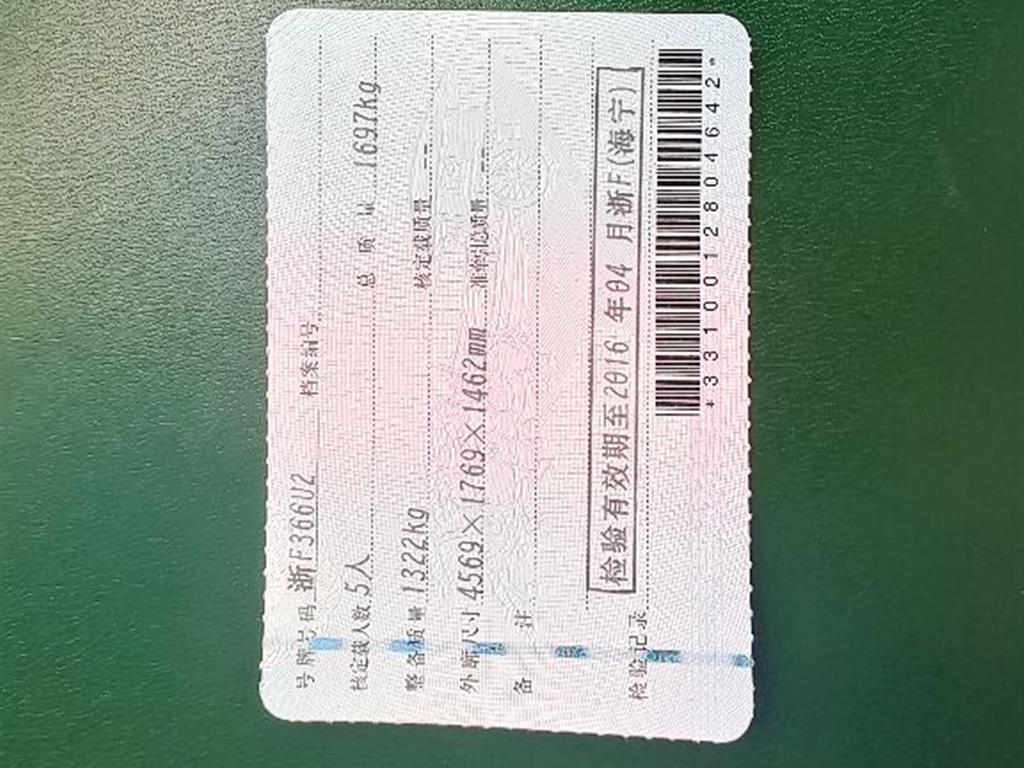 号牌号码 浙F366U2 档案编号
核定载人数 5人 总质量 1697kg
整备质量 1322kg 核定载质量 --
外廓尺寸 4569×1769×1462mm 准牵引总质量 --
备注
检验记录 检验有效期至2016年04月浙F(海宁)
*3310012804642*